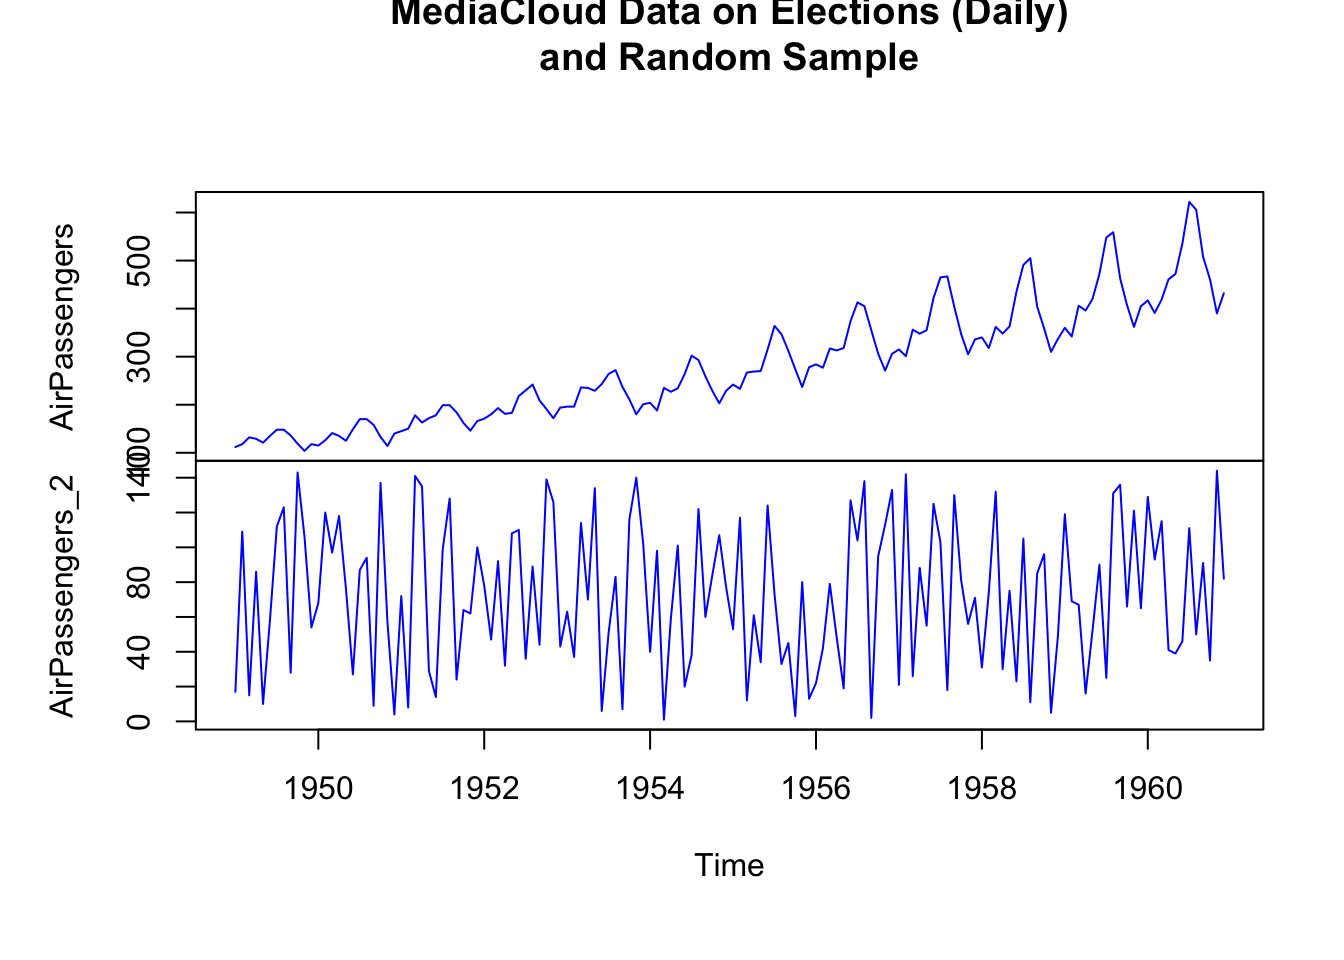 MediaCloud Data on Elections (Daily)
and Random Sample
AirPassengers
500
300
100
AirPassengers_2
140
80
40
0
1950 1952 1954 1956 1958 1960
Time